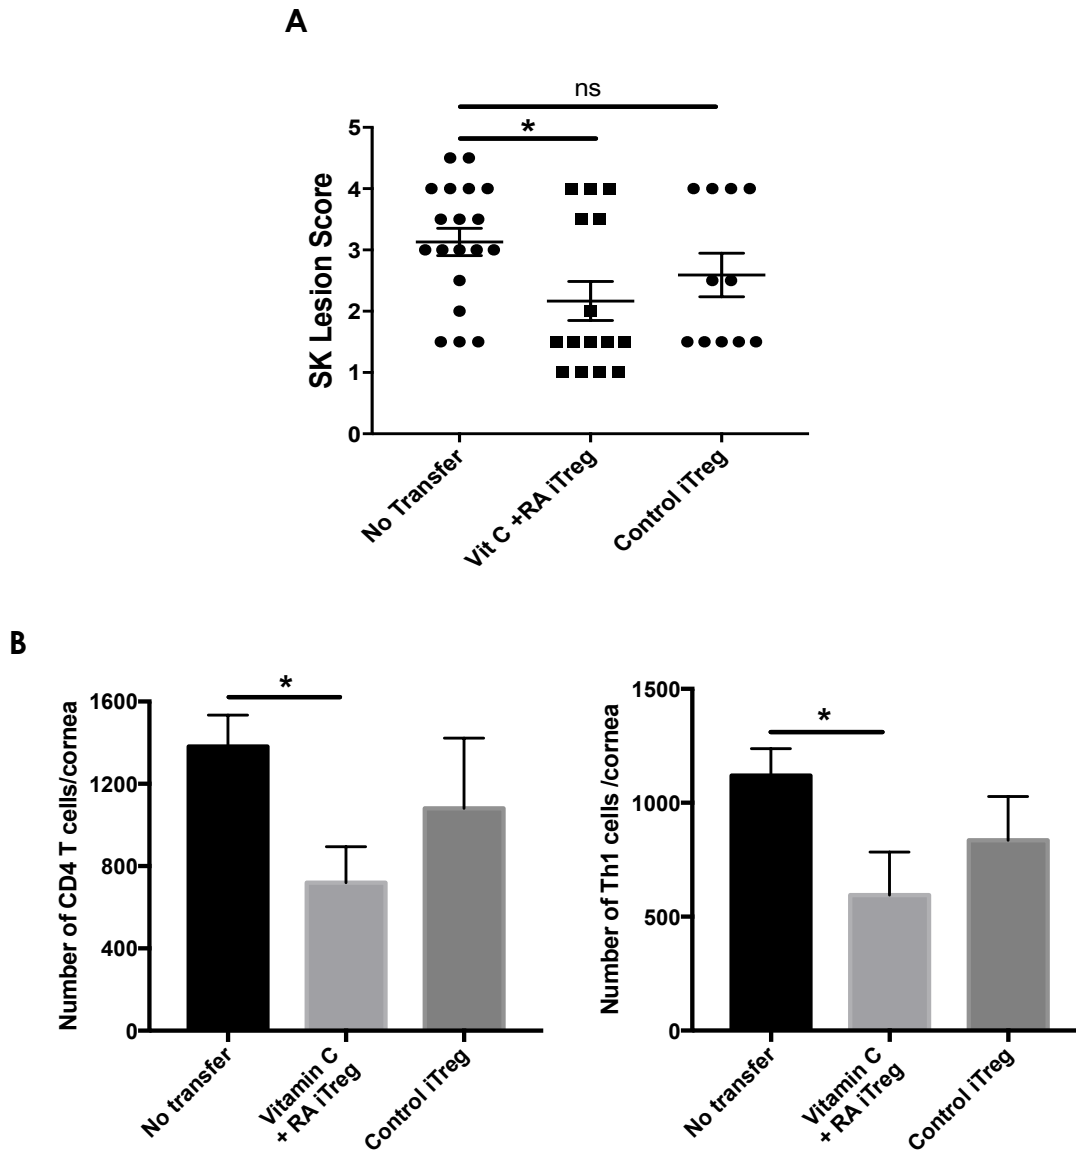 A
ns
*
5
4
3
2
1
0
SK Lesion Score
No Transfer
Vit C +RA iTreg
Control iTreg
B
*
1600
1200
800
400
0
Number of CD4 T cells/cornea
No transfer
Vitamin C
+ RA iTreg
Control iTreg
*
1500
1000
500
0
Number of Th1 cells /cornea
No transfer
Vitamin C
+ RA iTreg
Control iTreg